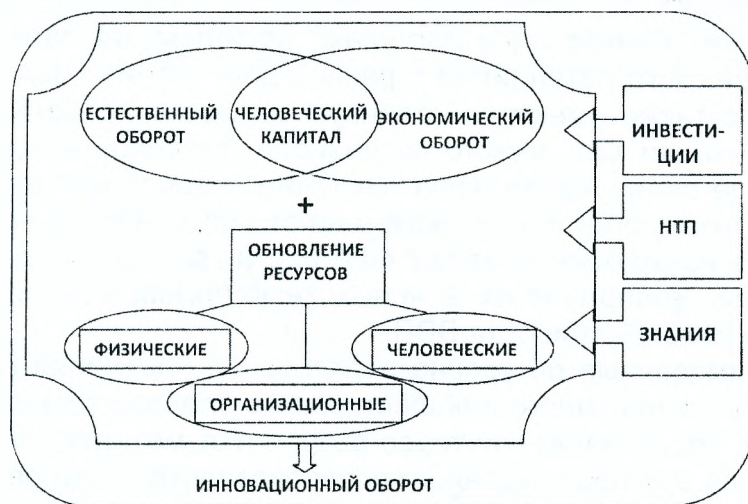 ЕСТЕСТВЕННЫЙ
ОБОРОТ
ЧЕЛОВЕЧЕСКИЙ
КАПИТАЛ
ЭКОНОМИЧЕСКИЙ
ОБОРОТ
ИНВЕСТИ-
ЦИИ
+
НТП
ОБНОВЛЕНИЕ
РЕСУРСОВ
ЗНАНИЯ
ФИЗИЧЕСКИЕ
ЧЕЛОВЕЧЕСКИЕ
ОРГАНИЗАЦИОННЫЕ
ИННОВАЦИОННЫЙ ОБОРОТ